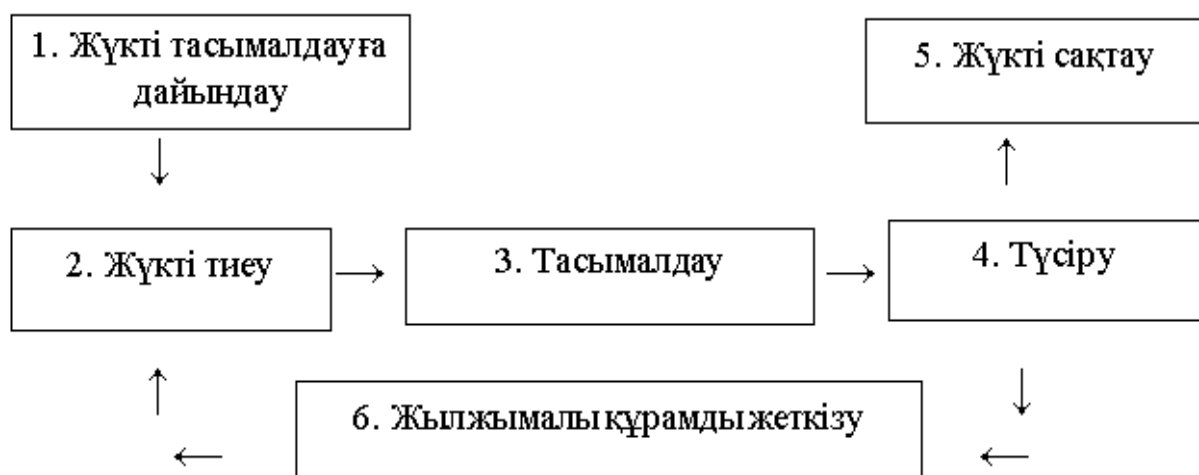 1. Жүкті тасымалдауға
дайындау
5. Жүкті сақтау
2. Жүкті тиеу
3. Тасымалдау
4. Түсіру
6. Жылжымалы құрамды жеткізу